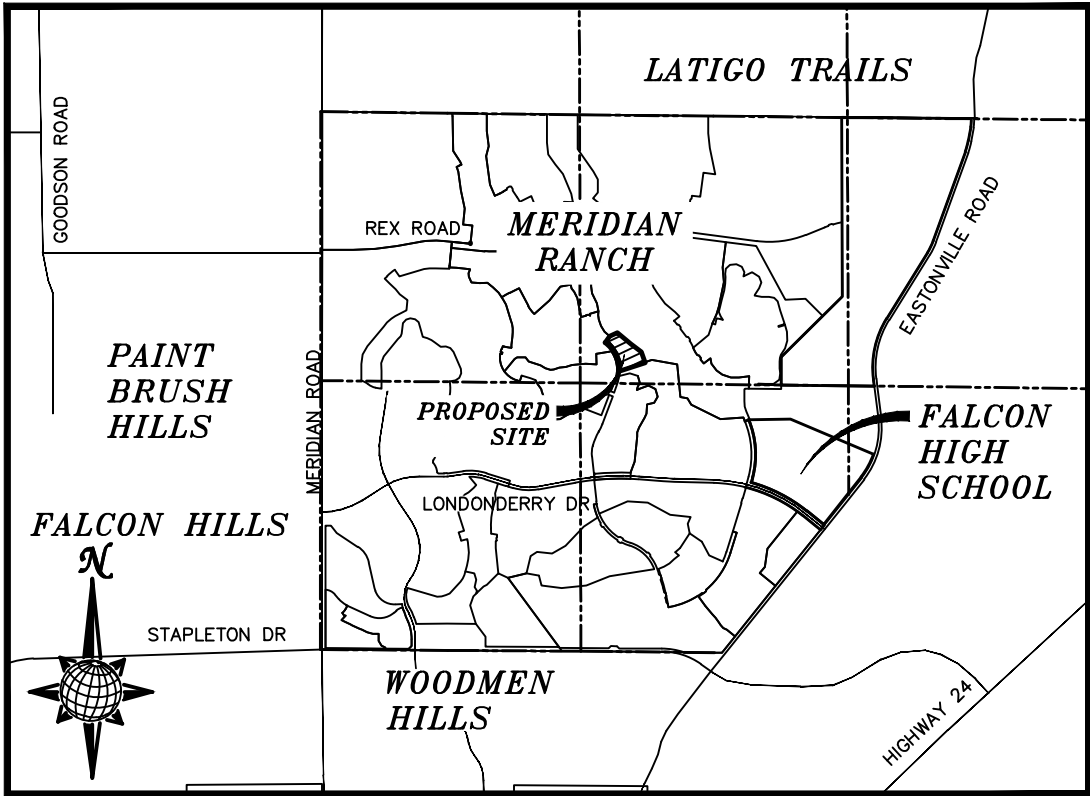 LATIGO TRAILS
GOODSON ROAD
EASTONVILLE ROAD
REX ROAD
MERIDIAN
RANCH
PAINT
BRUSH
HILLS
MERIDIAN ROAD
PROPOSED
SITE
FALCON
HIGH
SCHOOL
LONDONDERRY DR
FALCON HILLS
N
STAPLETON DR
WOODMEN
HILLS
HIGHWAY 24